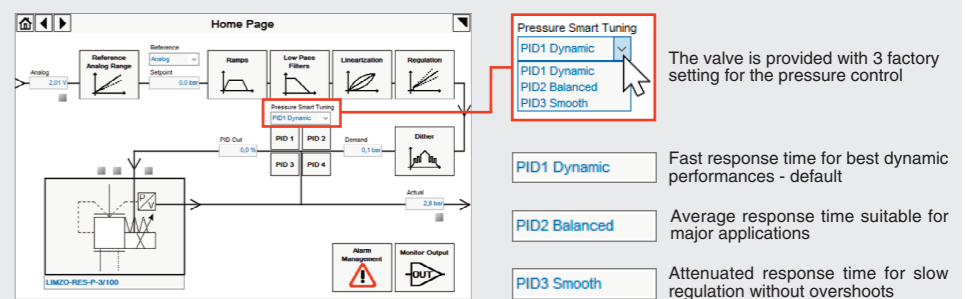 Home Page
Reference
Analog Range
Reference
Analog
Setpoint
0,0 bar
Analog
2,01 V
Ramps
Low Pass
Filters
Linearization
Regulation
Pressure Smart Tuning
PID1 Dynamic
PID Out
0,0 %
PID 1
PID 2
PID 3
PID 4
Demand
0,1 bar
Dither
Actual
2,8 bar
P/V
LIMZO-RES-P-3/100
Alarm
Management
Monitor Output
OUT
Pressure Smart Tuning
PID1 Dynamic
PID1 Dynamic
PID2 Balanced
PID3 Smooth
The valve is provided with 3 factory
setting for the pressure control
PID1 Dynamic
Fast response time for best dynamic
performances - default
PID2 Balanced
Average response time suitable for
major applications
PID3 Smooth
Attenuated response time for slow
regulation without overshoots